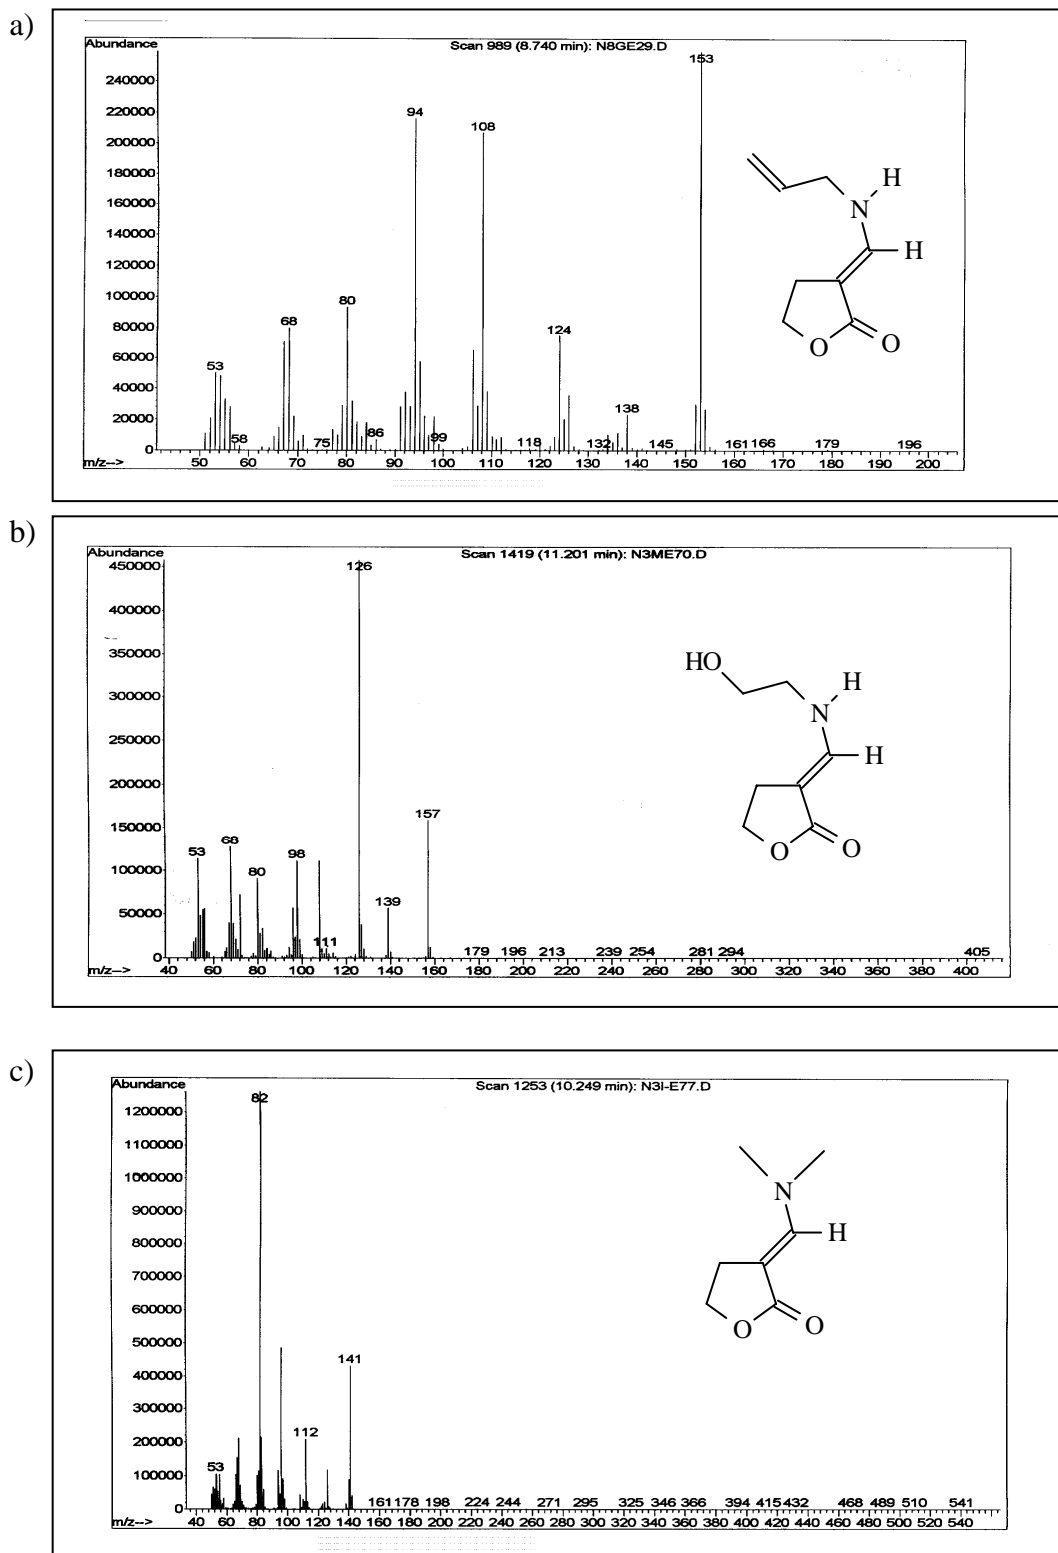 a)
Abundance
Scan 989 (8.740 min): N8GE29.D
153
240000
220000
94
108
200000
180000
H
160000
N
140000
H
120000
100000
80
80000
68
124
O
O
60000
53
40000
138
20000
58
75
86
99
118
132
145
161 166
179
196
0
m/z-->
50 60 70 80 90 100 110 120 130 140 150 160 170 180 190 200
b)
Abundance
Scan 1419 (11.201 min): N3ME70.D
450000
126
400000
350000
HO
H
300000
N
250000
H
200000
157
150000
O
O
53
68
98
100000
80
139
50000
111
179 196 213 239 254 281 294 405
0
m/z-->
40 60 80 100 120 140 160 180 200 220 240 260 280 300 320 340 360 380 400
c)
Abundance
Scan 1253 (10.249 min): N3I-E77.D
82
1200000
1100000
1000000
N
900000
H
800000
700000
600000
O
O
500000
141
400000
300000
112
200000
53
100000
161 178 198 224 244 271 295 325 346 366 394 415 432 468 489 510 541
0
m/z-->
40 60 80 100 120 140 160 180 200 220 240 260 280 300 320 340 360 380 400 420 440 460 480 500 520 540